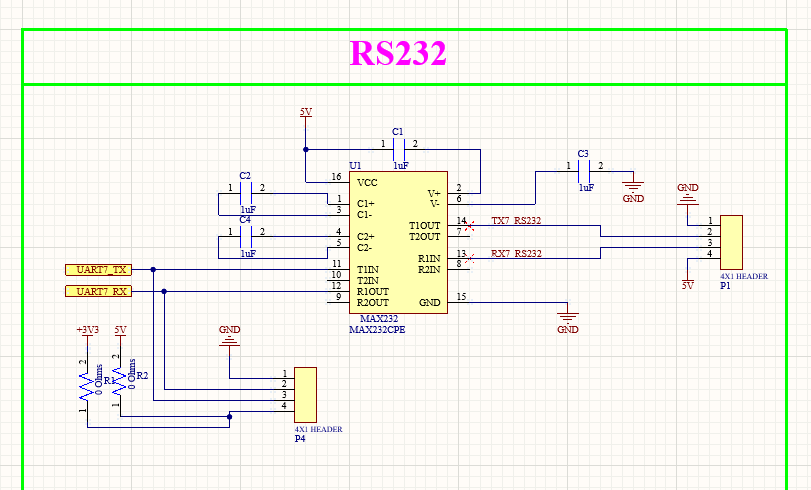 RS232
5V
C1
1 2
1uF
C3
1 2
1uF
GND
U1
C2
1 2
1uF
C4
1 2
1uF
16 VCC
1 C1+
3 C1-
4 C2+
5 C2-
11 T1IN
10 T2IN
12 R1OUT
9 R2OUT
V+ 2
V- 6
T1OUT 14
T2OUT 7
R1IN 13
R2IN 8
GND 15
MAX232
MAX232CPE
TX7_RS232
RX7_RS232
GND
GND
1
2
3
4
5V
4X1 HEADER
P1
UART7_TX
UART7_RX
+3V3
5V
2
R1
0 Ohms
1
2
R2
0 Ohms
1
GND
1
2
3
4
4X1 HEADER
P4